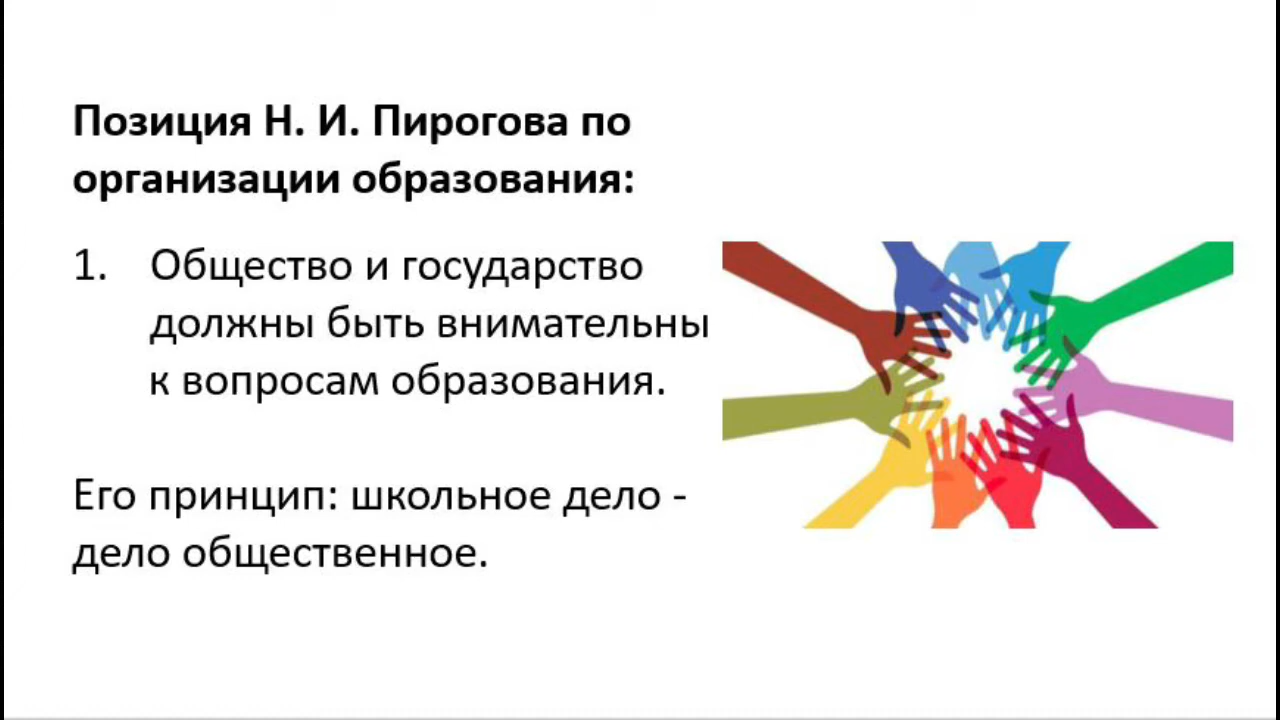 Позиция Н. И. Пирогова по
организации образования:
1. Общество и государство
должны быть внимательны
к вопросам образования.
Его принцип: школьное дело -
дело общественное.